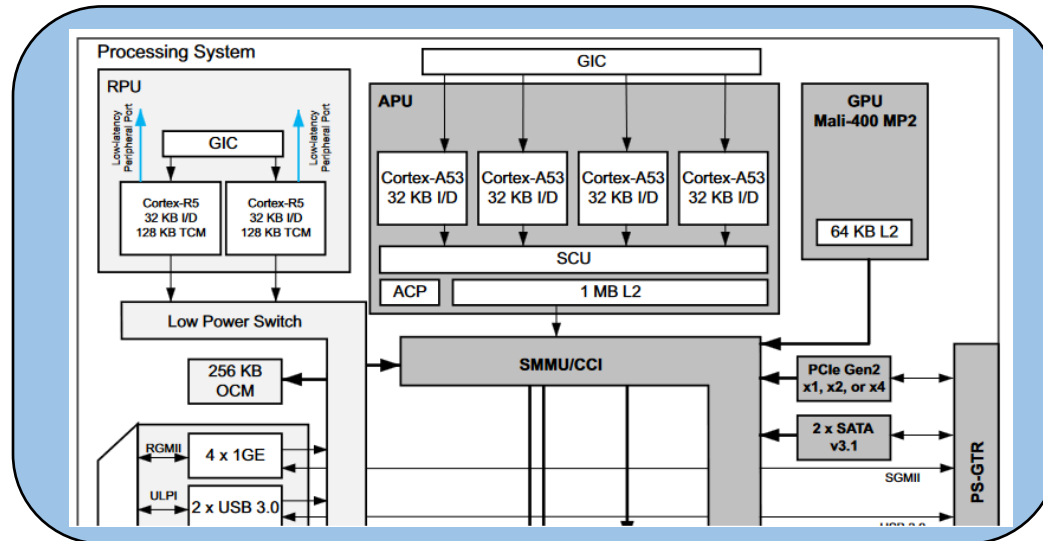 Processing System
RPU
Low-latency
Peripheral Port
Low-latency
Peripheral Port
GIC
Cortex-R5
32 KB I/D
128 KB TCM
Cortex-R5
32 KB I/D
128 KB TCM
GIC
APU
Cortex-A53
32 KB I/D
Cortex-A53
32 KB I/D
Cortex-A53
32 KB I/D
Cortex-A53
32 KB I/D
SCU
ACP
1 MB L2
GPU
Mali-400 MP2
64 KB L2
Low Power Switch
256 KB
OCM
SMMU/CCI
PCIe Gen2
x1, x2, or x4
2 x SATA
v3.1
PS-GTR
RGMII
4 x 1GE
SGMII
ULPI
2 x USB 3.0
USB 3.0